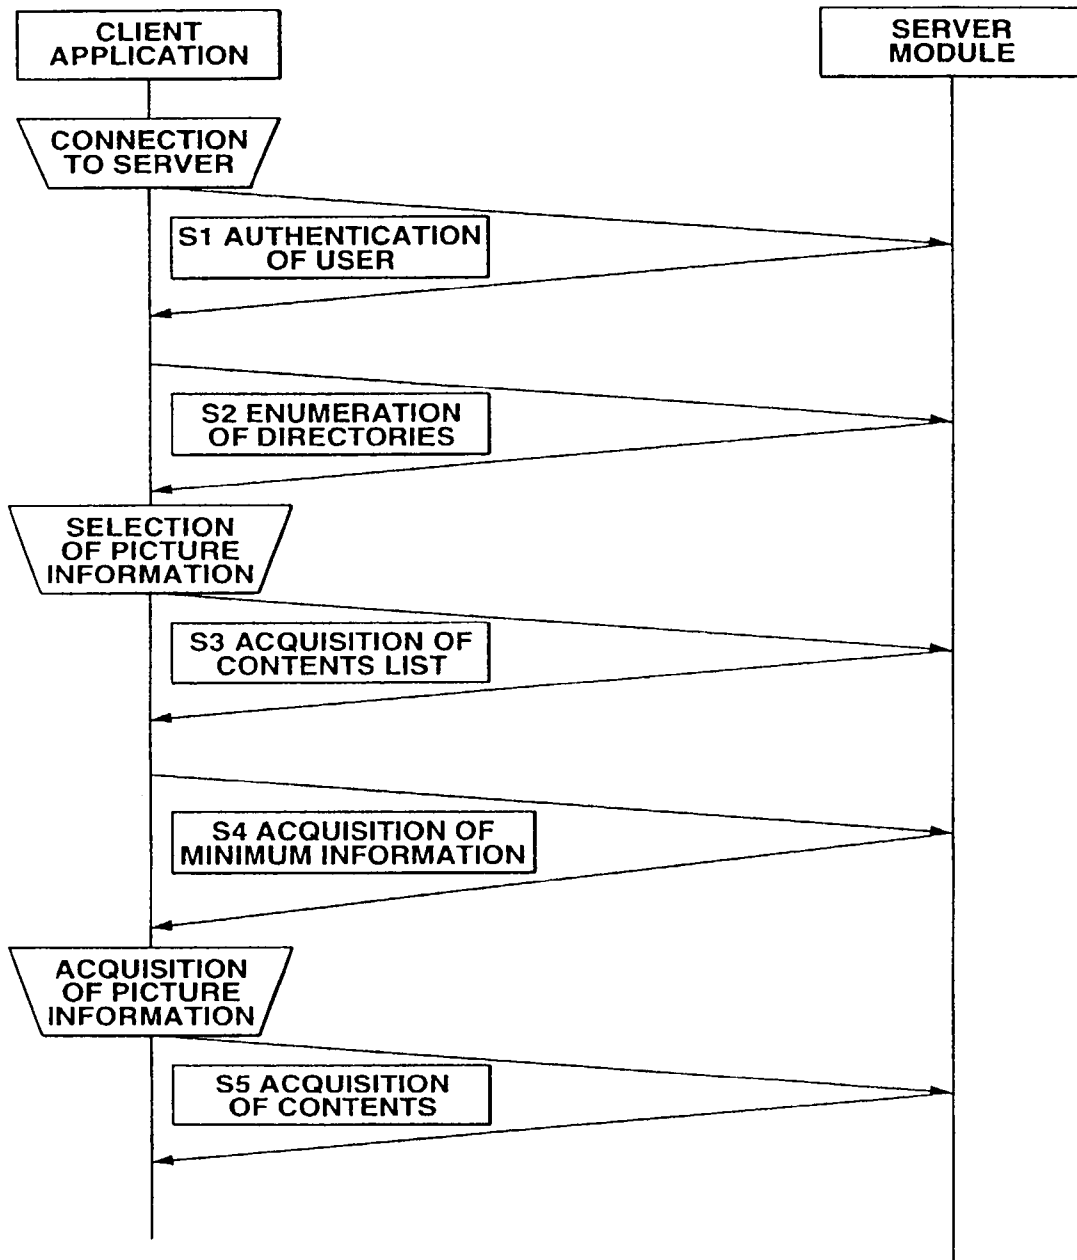 CLIENT
APPLICATION
SERVER
MODULE
CONNECTION
TO SERVER
S1 AUTHENTICATION
OF USER
S2 ENUMERATION
OF DIRECTORIES
SELECTION
OF PICTURE
INFORMATION
S3 ACQUISITION OF
CONTENTS LIST
S4 ACQUISITION OF
MINIMUM INFORMATION
ACQUISITION
OF PICTURE
INFORMATION
S5 ACQUISITION
OF CONTENTS